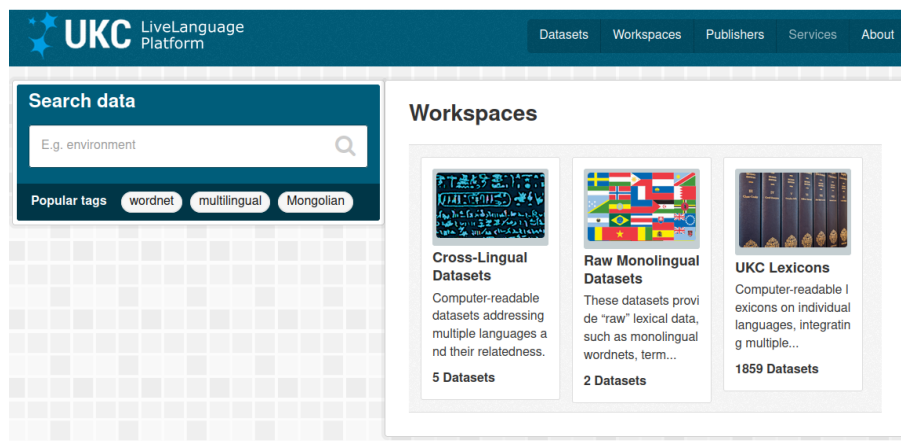 UKC LiveLanguage
Platform
Datasets Workspaces Publishers Services About
Search data
E.g. environment
Popular tags wordnet multilingual Mongolian
Workspaces
Cross-Lingual
Datasets
Computer-readable
datasets addressing
multiple languages a
nd their relatedness.
5 Datasets
Raw Monolingual
Datasets
These datasets provi
de “raw” lexical data,
such as monolingual
wordnets, term...
2 Datasets
UKC Lexicons
Computer-readable l
exicons on individual
languages, integratin
g multiple...
1859 Datasets